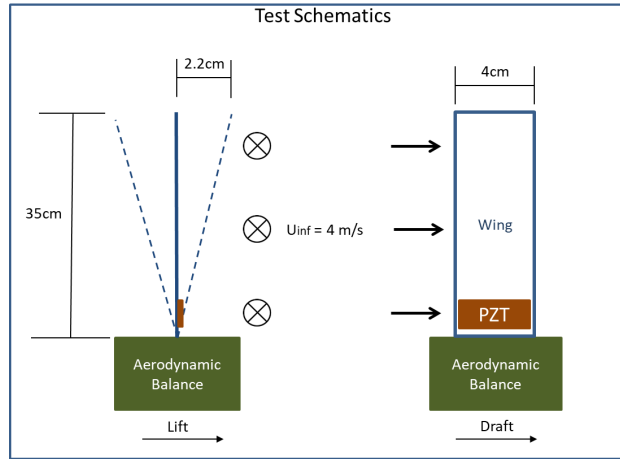 Test Schematics
2.2cm
4cm
35cm
Uinf = 4 m/s
Wing
PZT
Aerodynamic
Balance
Aerodynamic
Balance
Lift
Draft